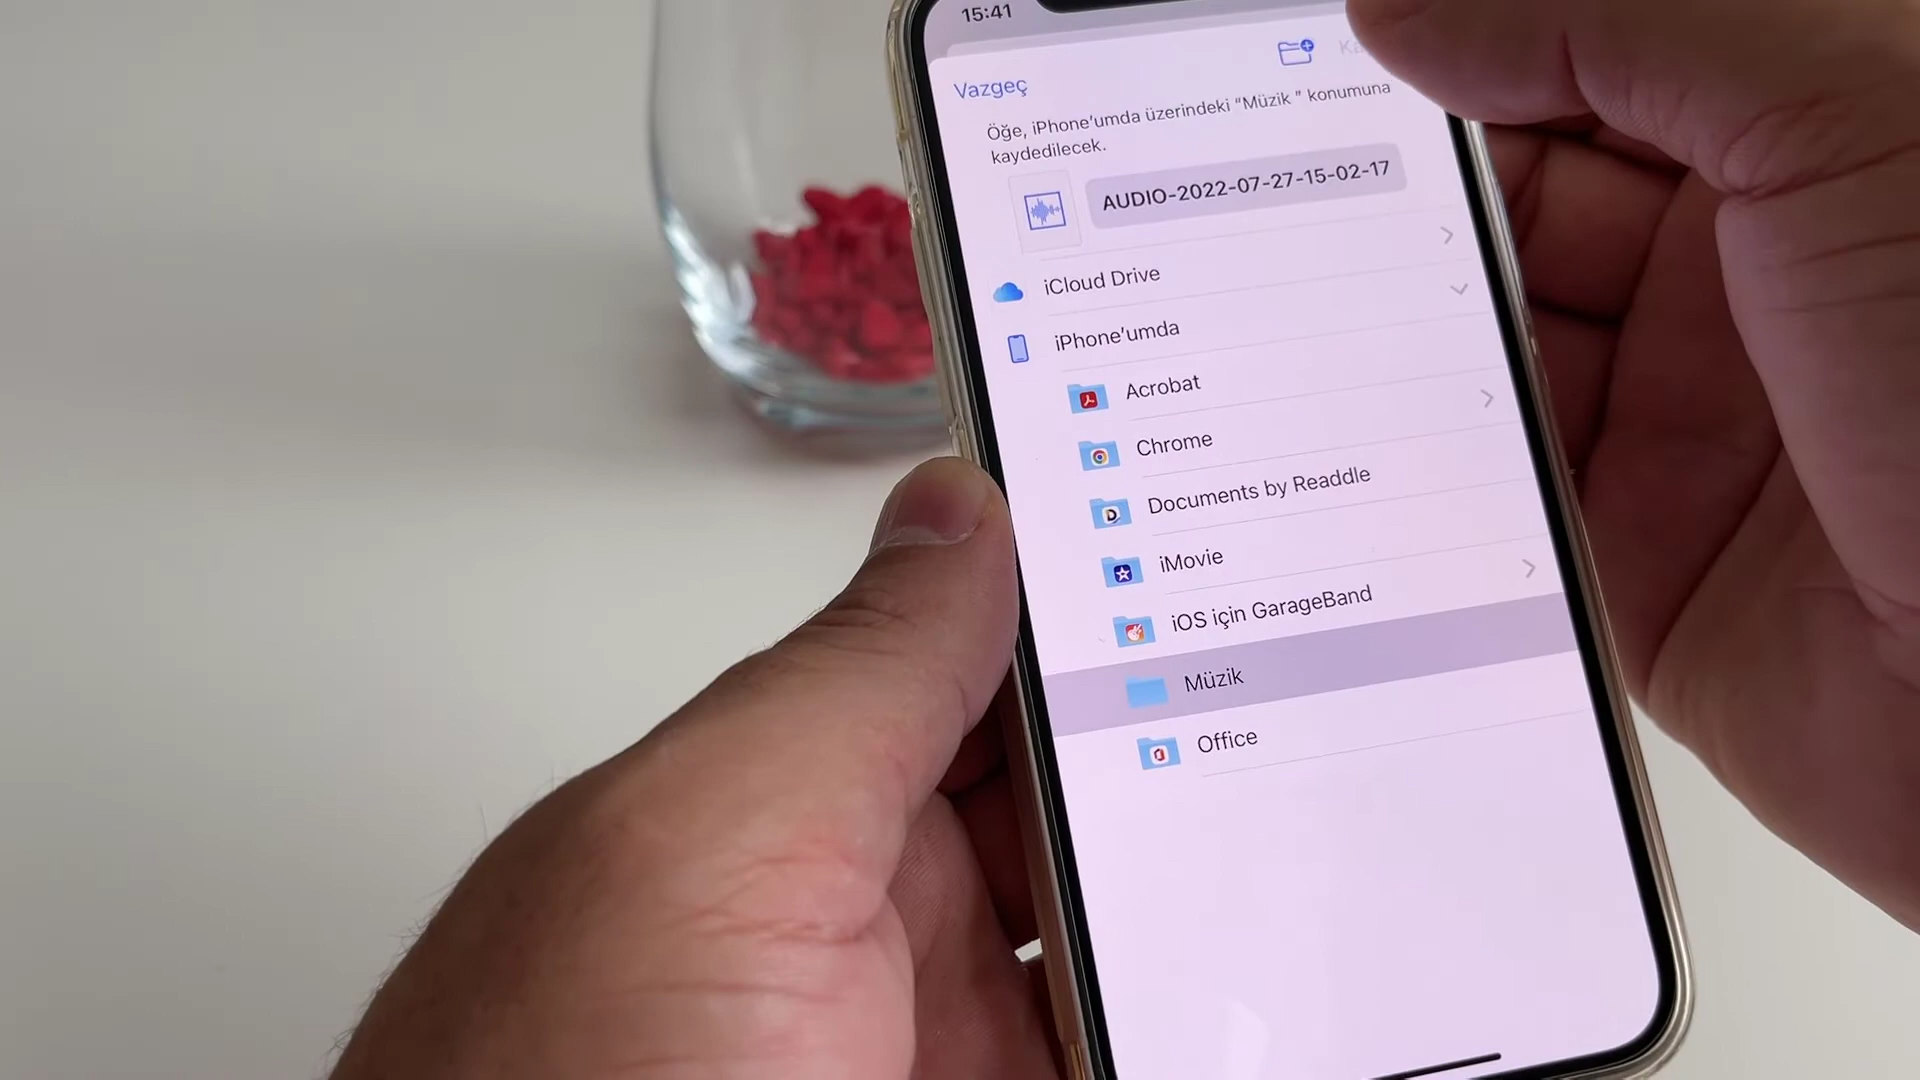 15:41
Vazgeç
Öğe, iPhone'umda üzerindeki "Müzik " konumuna
kaydedilecek.
AUDIO-2022-07-27-15-02-17
iCloud Drive
iPhone'umda
Acrobat
Chrome
Documents by Readdle
iMovie
iOS için GarageBand
Müzik
Office